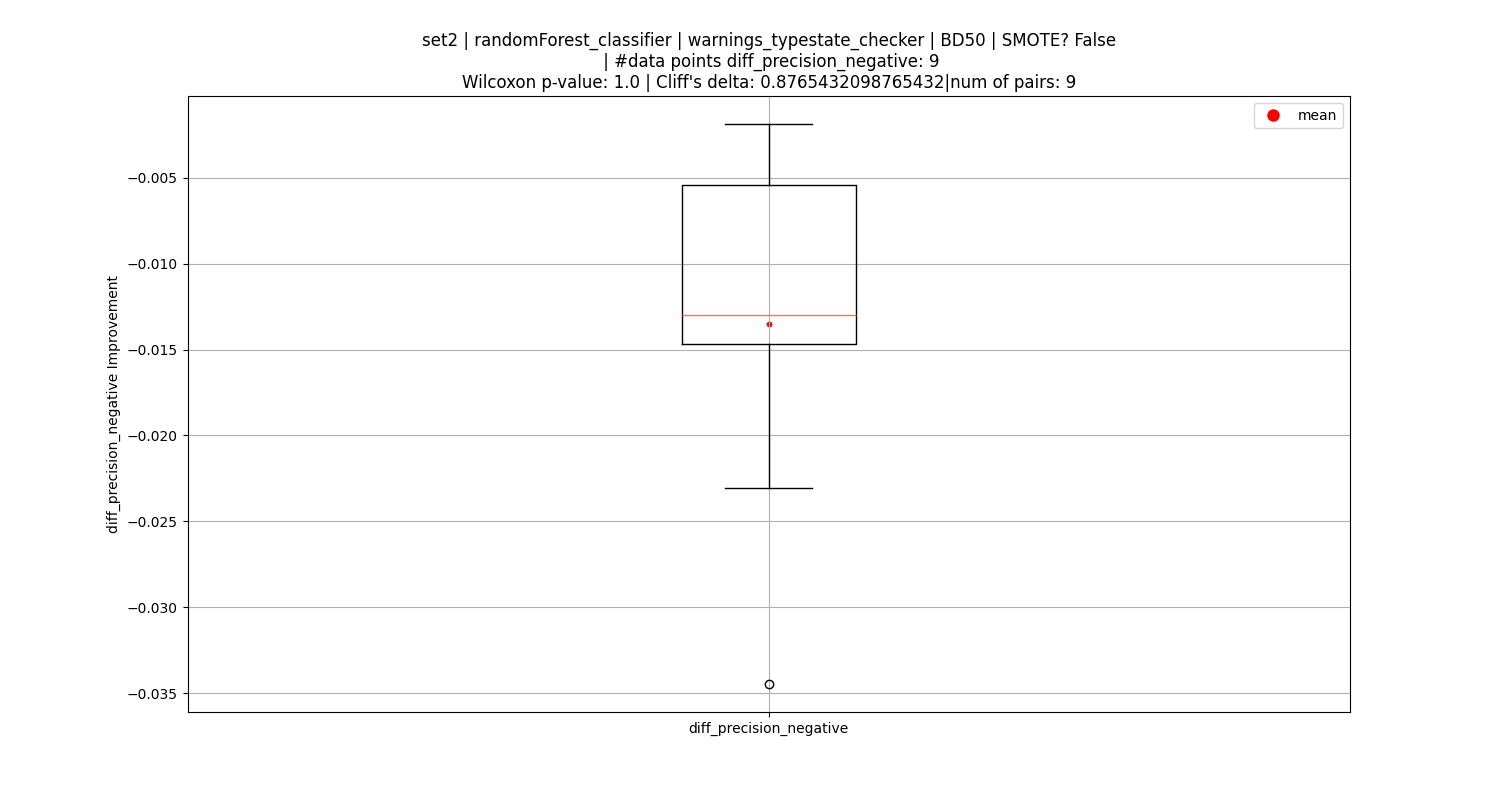 set2 | randomForest_classifier | warnings_typestate_checker | BD50 | SMOTE? False
| #data points diff_precision_negative: 9
Wilcoxon p-value: 1.0 | Cliff's delta: 0.8765432098765432|num of pairs: 9
mean
−0.005
−0.010
−0.015
−0.020
−0.025
−0.030
−0.035
diff_precision_negative Improvement
diff_precision_negative